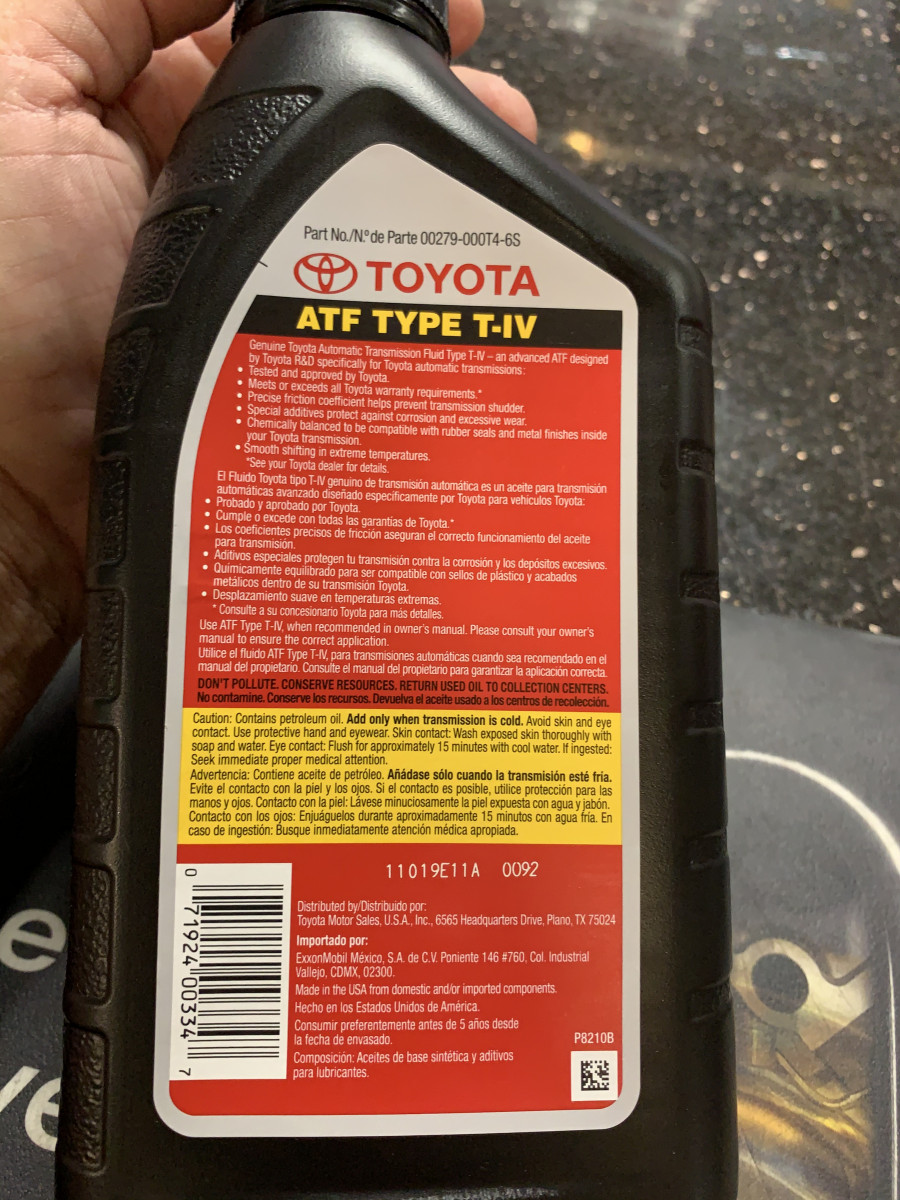 Part No./N.º de Parte 00279-000T4-6S
TOYOTA
ATF TYPE T-IV
Genuine Toyota Automatic Transmission Fluid Type T-IV – an advanced ATF designed
by Toyota R&D specifically for Toyota automatic transmissions:
• Tested and approved by Toyota.
• Meets or exceeds all Toyota warranty requirements.*
• Precise friction coefficient helps prevent transmission shudder.
• Special additives protect against corrosion and excessive wear.
• Chemically balanced to be compatible with rubber seals and metal finishes inside
your Toyota transmission.
• Smooth shifting in extreme temperatures.
*See your Toyota dealer for details.
El Fluido Toyota tipo T-IV genuino de transmisión automática es un aceite para transmisión
automáticas avanzado diseñado específicamente por Toyota para vehículos Toyota:
• Probado y aprobado por Toyota.
• Cumple o excede con todas las garantías de Toyota.*
• Los coeficientes precisos de fricción aseguran el correcto funcionamiento del aceite
para transmisión.
• Aditivos especiales protegen tu transmisión contra la corrosión y los depósitos excesivos.
• Químicamente equilibrado para ser compatible con sellos de plástico y acabados
metálicos dentro de su transmisión Toyota.
• Desplazamiento suave en temperaturas extremas.
* Consulte a su concesionario Toyota para más detalles.
Use ATF Type T-IV, when recommended in owner's manual. Please consult your owner's
manual to ensure the correct application.
Utilice el fluido ATF Type T-IV, para transmisiones automáticas cuando sea recomendado en el
manual del propietario. Consulte el manual del propietario para garantizar la aplicación correcta.
DON'T POLLUTE. CONSERVE RESOURCES. RETURN USED OIL TO COLLECTION CENTERS.
No contamine. Conserve los recursos. Devuelva el aceite usado a los centros de recolección.
Caution: Contains petroleum oil. Add only when transmission is cold. Avoid skin and eye
contact. Use protective hand and eyewear. Skin contact: Wash exposed skin thoroughly with
soap and water. Eye contact: Flush for approximately 15 minutes with cool water. If ingested:
Seek immediate proper medical attention.
Advertencia: Contiene aceite de petróleo. Añádase sólo cuando la transmisión esté fría.
Evite el contacto con la piel y los ojos. Si el contacto es posible, utilice protección para las
manos y ojos. Contacto con la piel: Lávese minuciosamente la piel expuesta con agua y jabón.
Contacto con los ojos: Enjuáguelos durante aproximadamente 15 minutos con agua fría. En
caso de ingestión: Busque inmediatamente atención médica apropiada.
11019E11A 0092
0 71924 00334 7
Distributed by/Distribuido por:
Toyota Motor Sales, U.S.A., Inc., 6565 Headquarters Drive, Plano, TX 75024
Importado por:
ExxonMobil México, S.A. de C.V. Poniente 146 #760, Col. Industrial
Vallejo, CDMX, 02300.
Made in the USA from domestic and/or imported components.
Hecho en los Estados Unidos de América.
Consumir preferentemente antes de 5 años desde
la fecha de envasado.
P8210B
Composición: Aceites de base sintética y aditivos
para lubricantes.